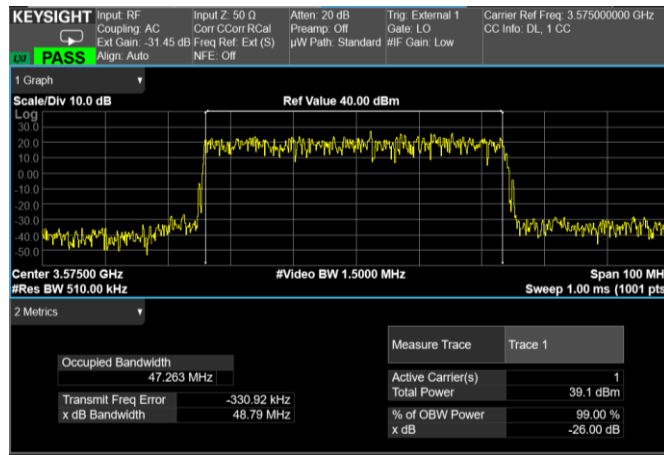 KEYSIGHT Input: RF Input Z: 50 Ω Atten: 20 dB Trig: External 1 Carrier Ref Freq: 3.575000000 GHz
Coupling: AC Corr CCorr RCal Preamp: Off Gate: LO CC Info: DL, 1 CC
Ext Gain: -31.45 dB Freq Ref: Ext (S) µW Path: Standard #IF Gain: Low
LXI PASS Align: Auto NFE: Off
1 Graph
Scale/Div 10.0 dB Ref Value 40.00 dBm
Log
30.0
20.0
10.0
0.00
-10.0
-20.0
-30.0
-40.0
-50.0
Center 3.57500 GHz #Video BW 1.5000 MHz Span 100 MH
#Res BW 510.00 kHz Sweep 1.00 ms (1001 pts
2 Metrics
Measure Trace Trace 1
Occupied Bandwidth
47.263 MHz
Active Carrier(s) 1
Total Power 39.1 dBm
Transmit Freq Error -330.92 kHz
x dB Bandwidth 48.79 MHz
% of OBW Power 99.00 %
x dB -26.00 dB